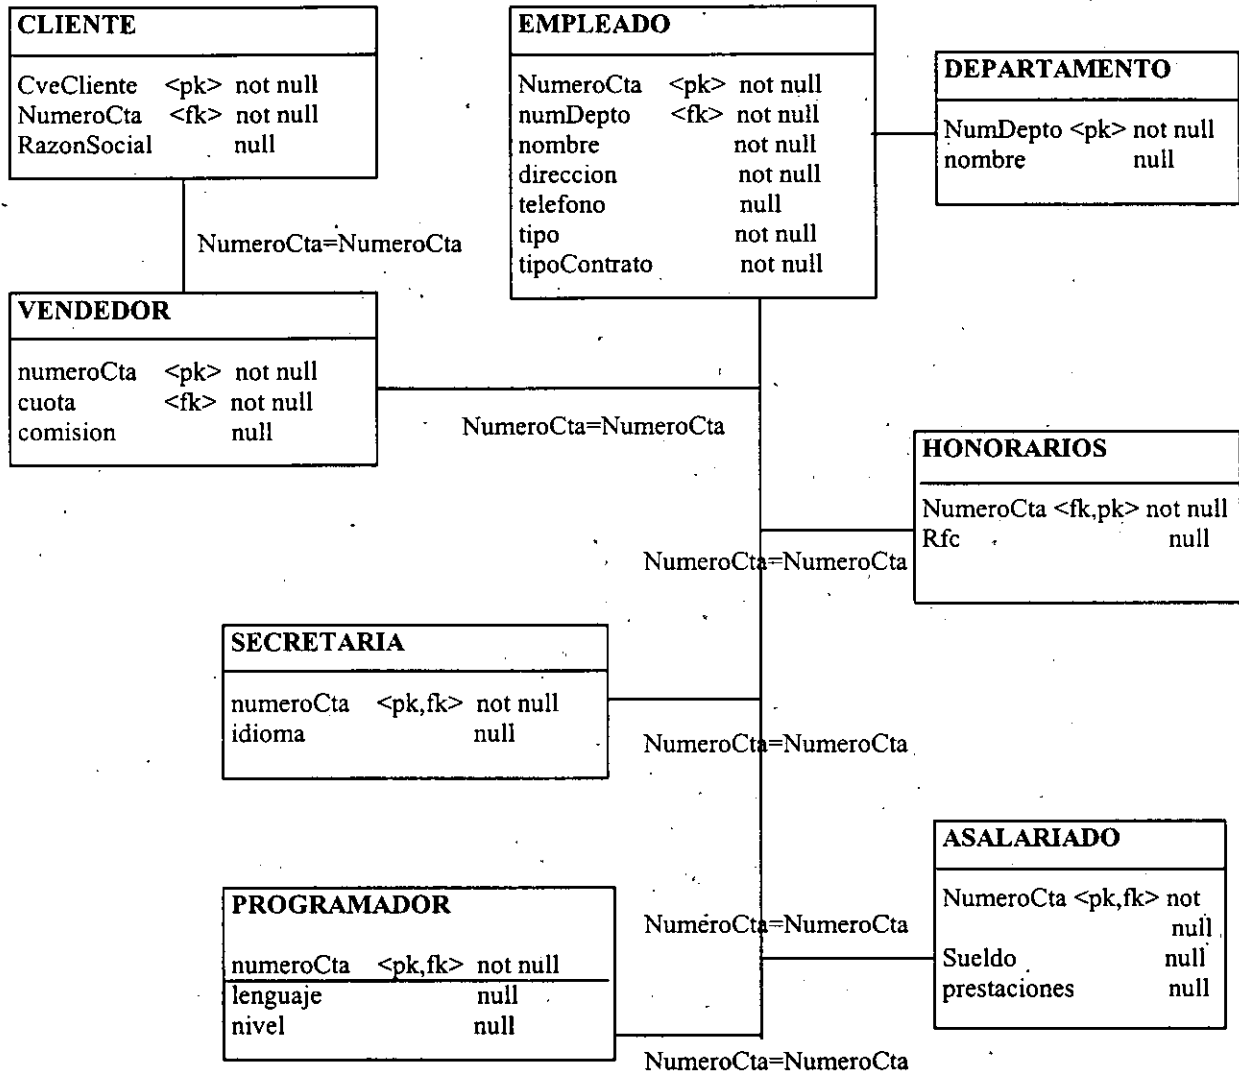 CLIENTE
CveCliente <pk> not null
NumeroCta <fk> not null
RazonSocial null
EMPLEADO
NumeroCta <pk> not null
numDepto <fk> not null
nombre not null
direccion not null
telefono null
tipo not null
tipoContrato not null
DEPARTAMENTO
NumDepto <pk> not null
nombre null
NumeroCta=NumeroCta
VENDEDOR
numeroCta <pk> not null
cuota <fk> not null
comision null
NumeroCta=NumeroCta
HONORARIOS
NumeroCta <fk,pk> not null
Rfc null
NumeroCta=NumeroCta
SECRETARIA
numeroCta <pk,fk> not null
idioma null
NumeroCta=NumeroCta
ASALARIADO
NumeroCta <pk,fk> not
null
Sueldo null
prestaciones null
PROGRAMADOR
numeroCta <pk,fk> not null
lenguaje null
nivel null
NumeroCta=NumeroCta
NumeroCta=NumeroCta